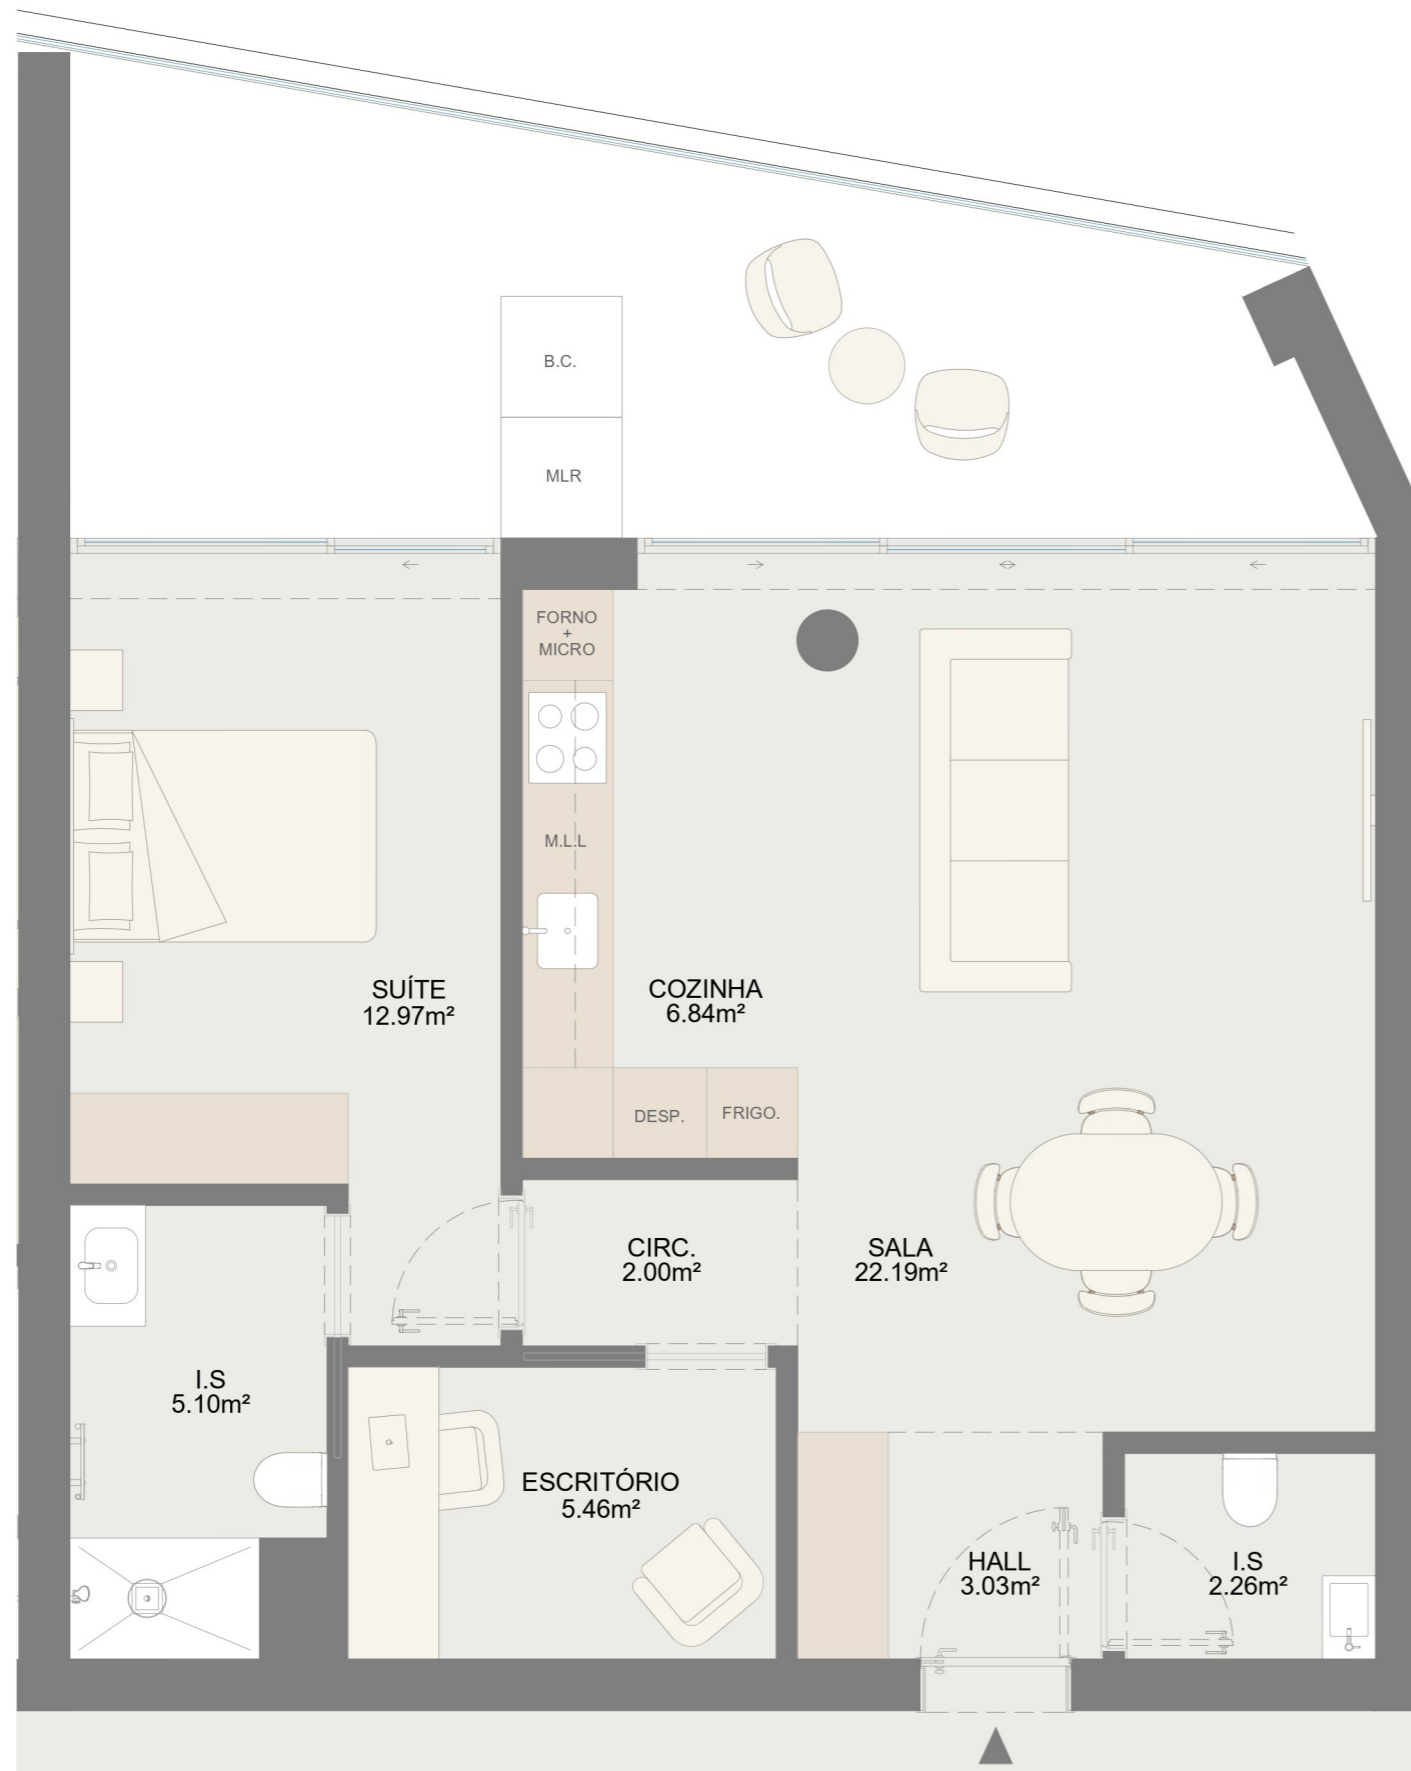 B.C.
MLR
FORNO
+
MICRO
M.L.L
SUÍTE
12.97m²
COZINHA
6.84m²
DESP.
FRIGO.
CIRC.
2.00m²
SALA
22.19m²
I.S
5.10m²
ESCRITÓRIO
5.46m²
HALL
3.03m²
I.S
2.26m²